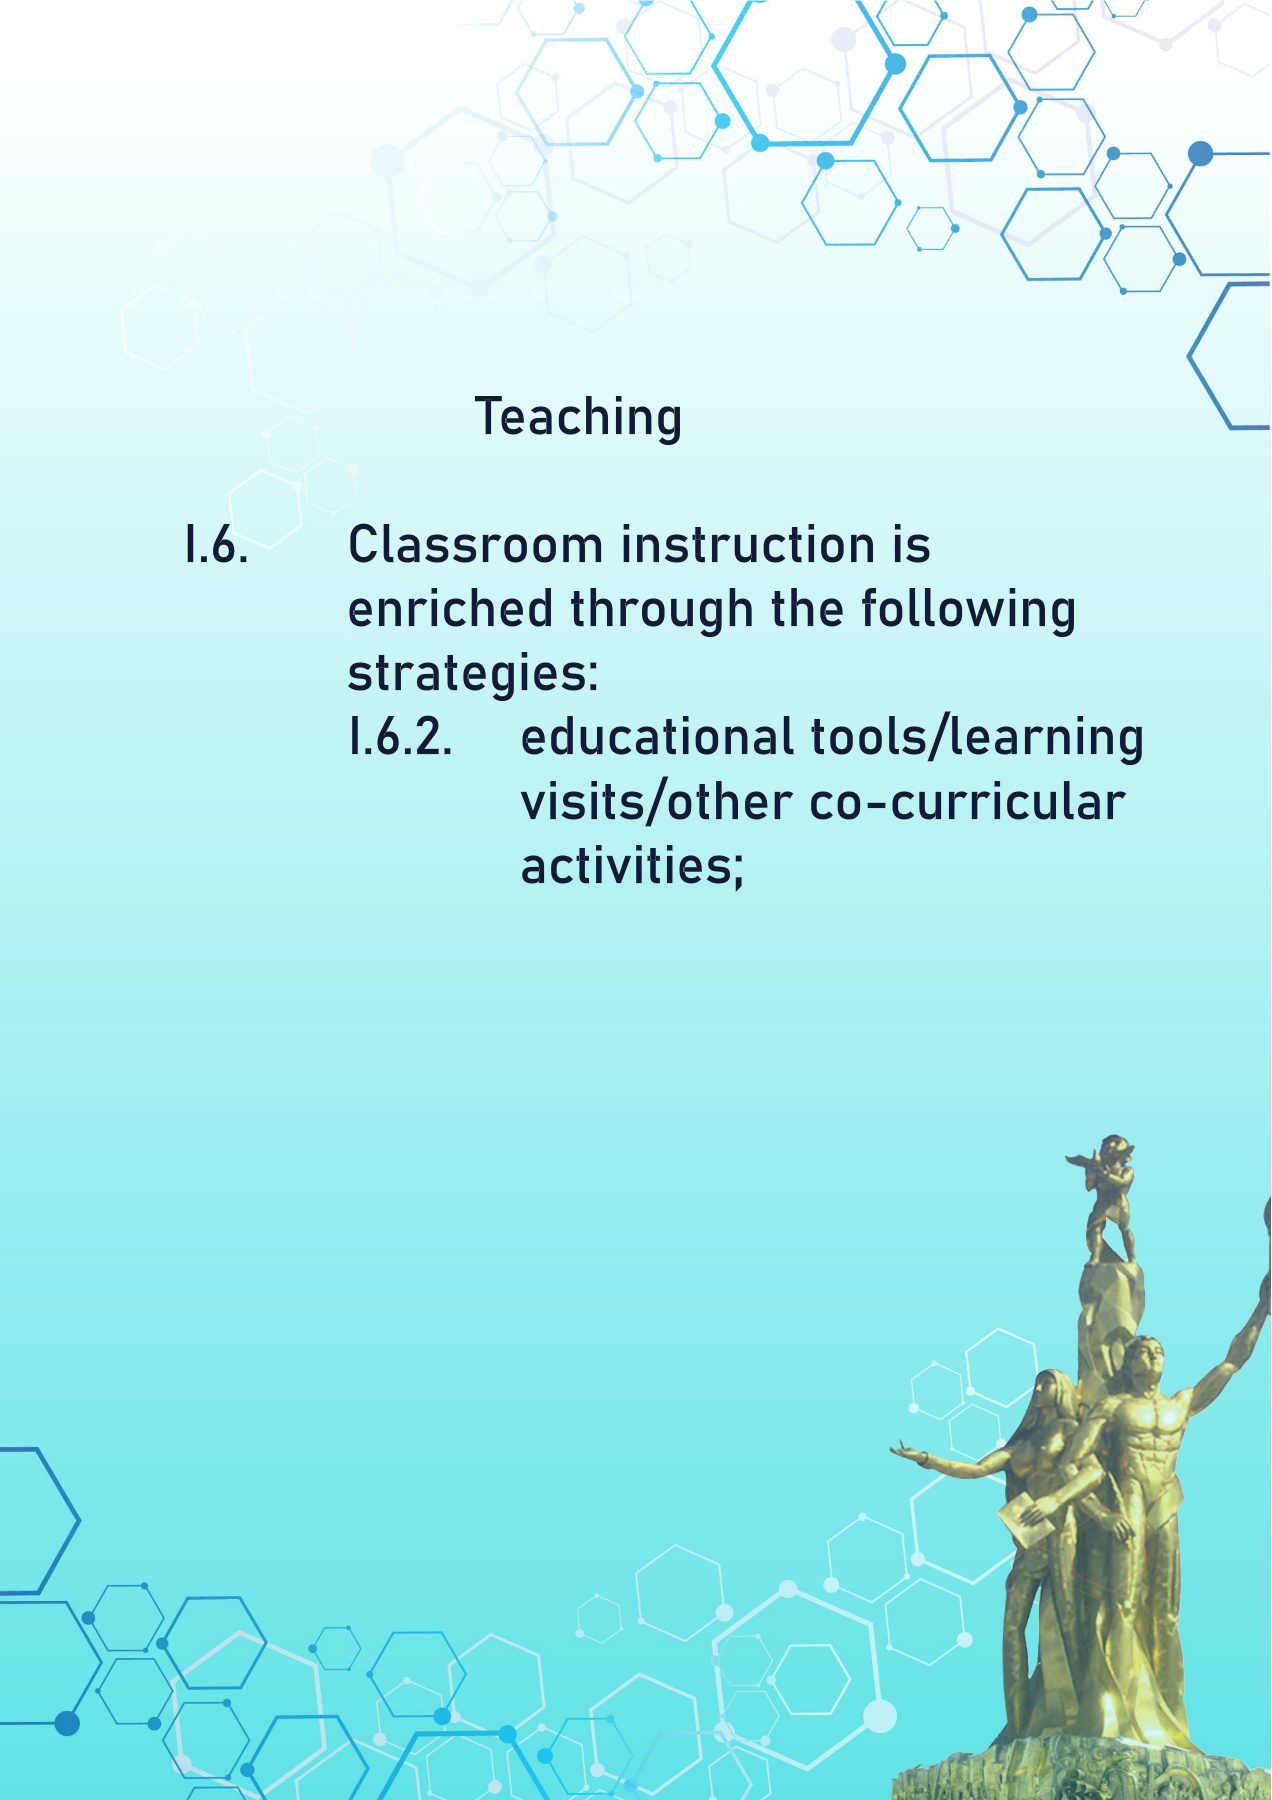 Teaching
I.6. Classroom instruction is
enriched through the following
strategies:
I.6.2. educational tools/learning
visits/other co-curricular
activities;